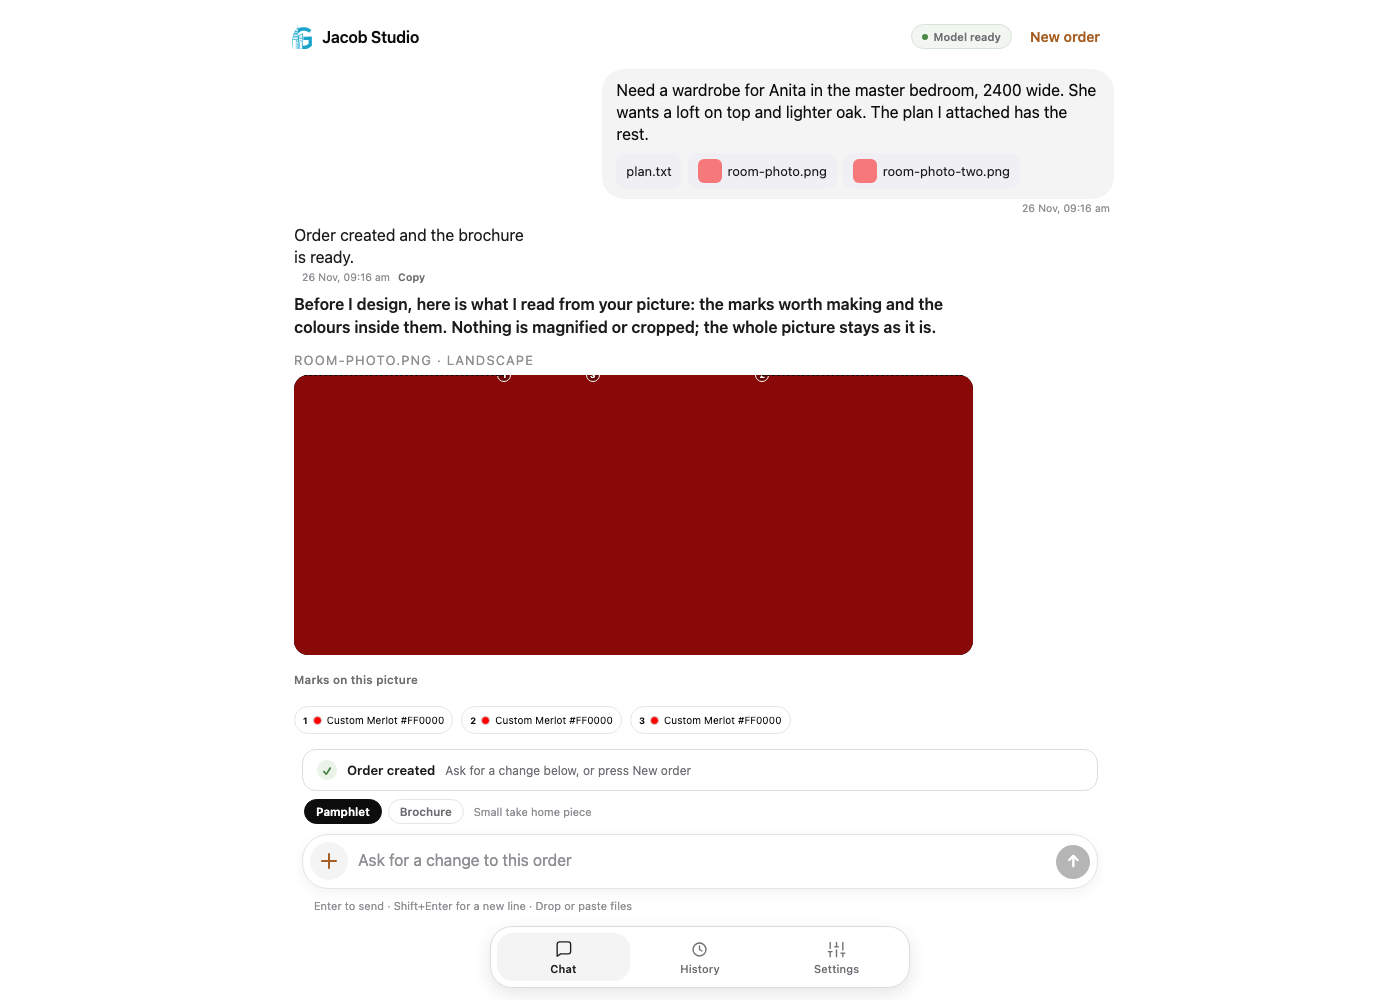 Jacob Studio
Model ready
New order
Need a wardrobe for Anita in the master bedroom, 2400 wide. She
wants a loft on top and lighter oak. The plan I attached has the
rest.
plan.txt
room-photo.png
room-photo-two.png
26 Nov, 09:16 am
Order created and the brochure
is ready.
26 Nov, 09:16 am Copy
Before I design, here is what I read from your picture: the marks worth making and the
colours inside them. Nothing is magnified or cropped; the whole picture stays as it is.
ROOM-PHOTO.PNG · LANDSCAPE
Marks on this picture
1 Custom Merlot #FF0000
2 Custom Merlot #FF0000
3 Custom Merlot #FF0000
Order created Ask for a change below, or press New order
Pamphlet
Brochure
Small take home piece
Ask for a change to this order
Enter to send · Shift+Enter for a new line · Drop or paste files
Chat
History
Settings